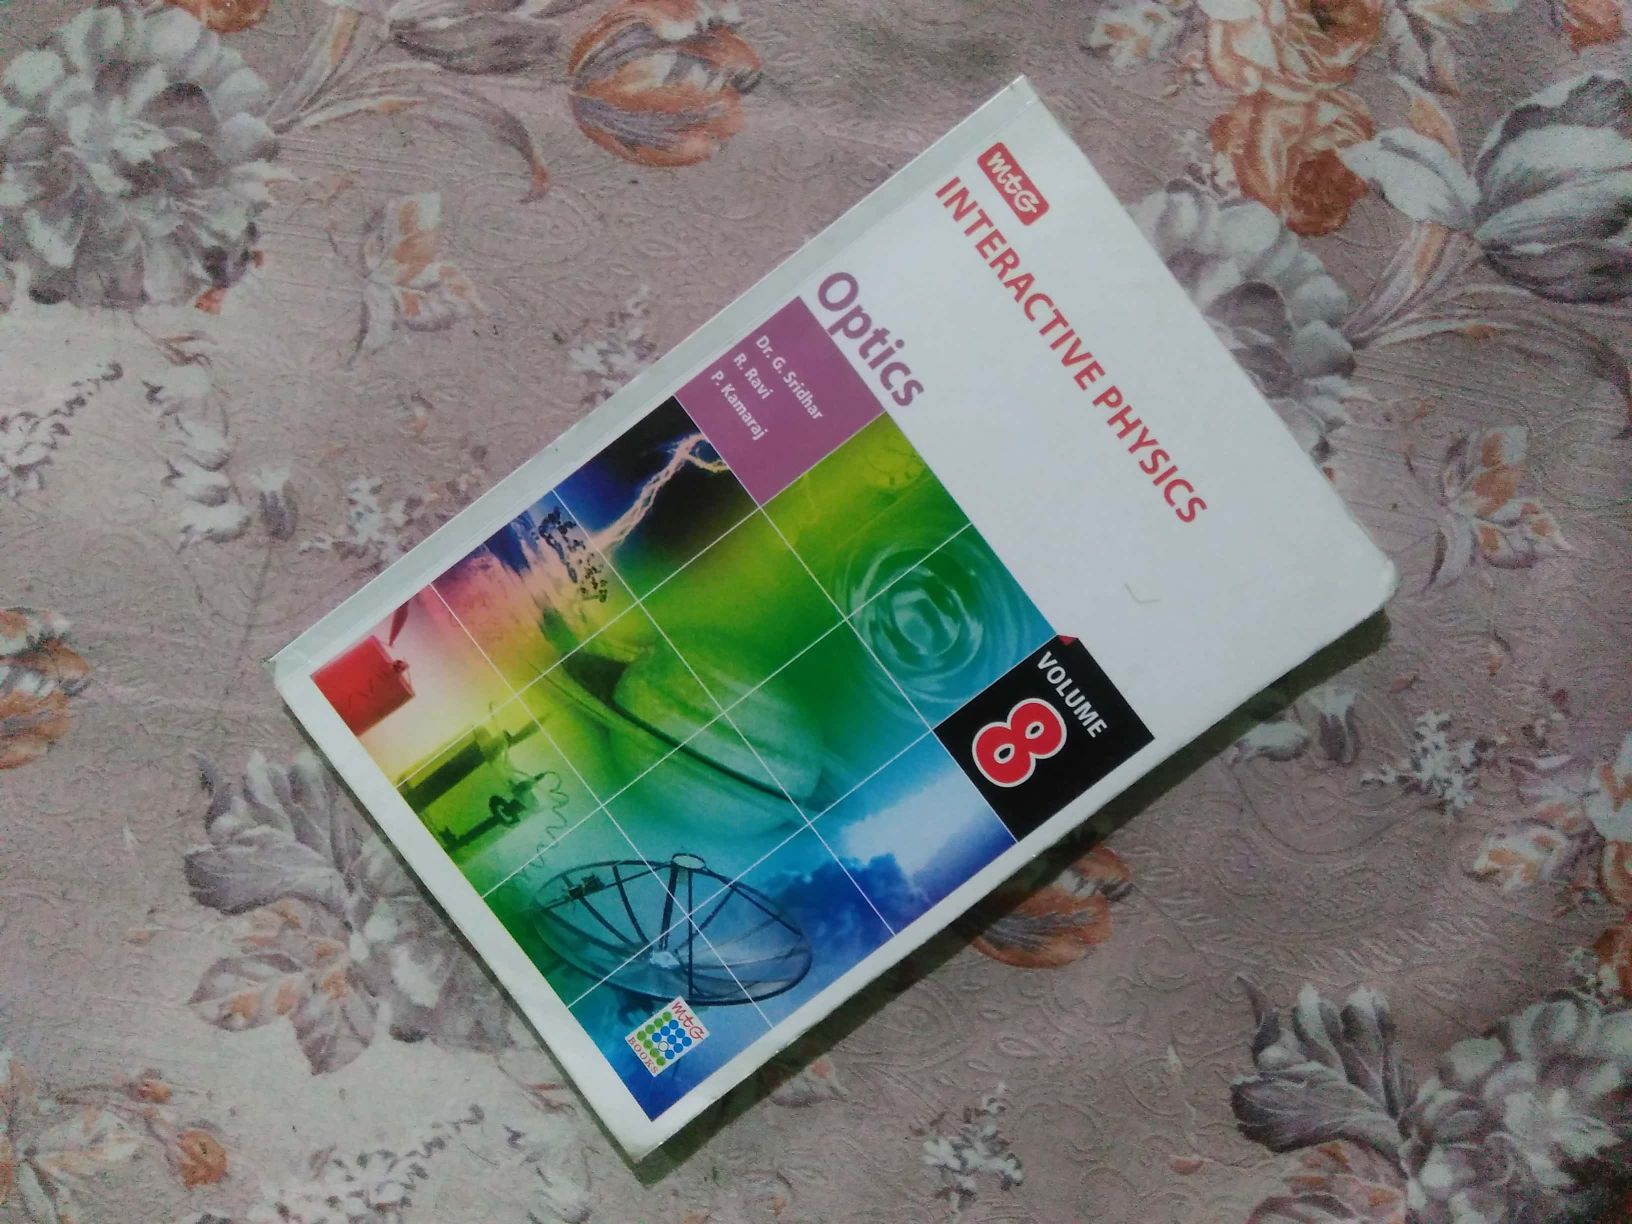 mtG
INTERACTIVE PHYSICS
Optics
Dr. G. Sridhar
R. Ravi
P. Kamaraj
VOLUME
8
mtG
BOOKS